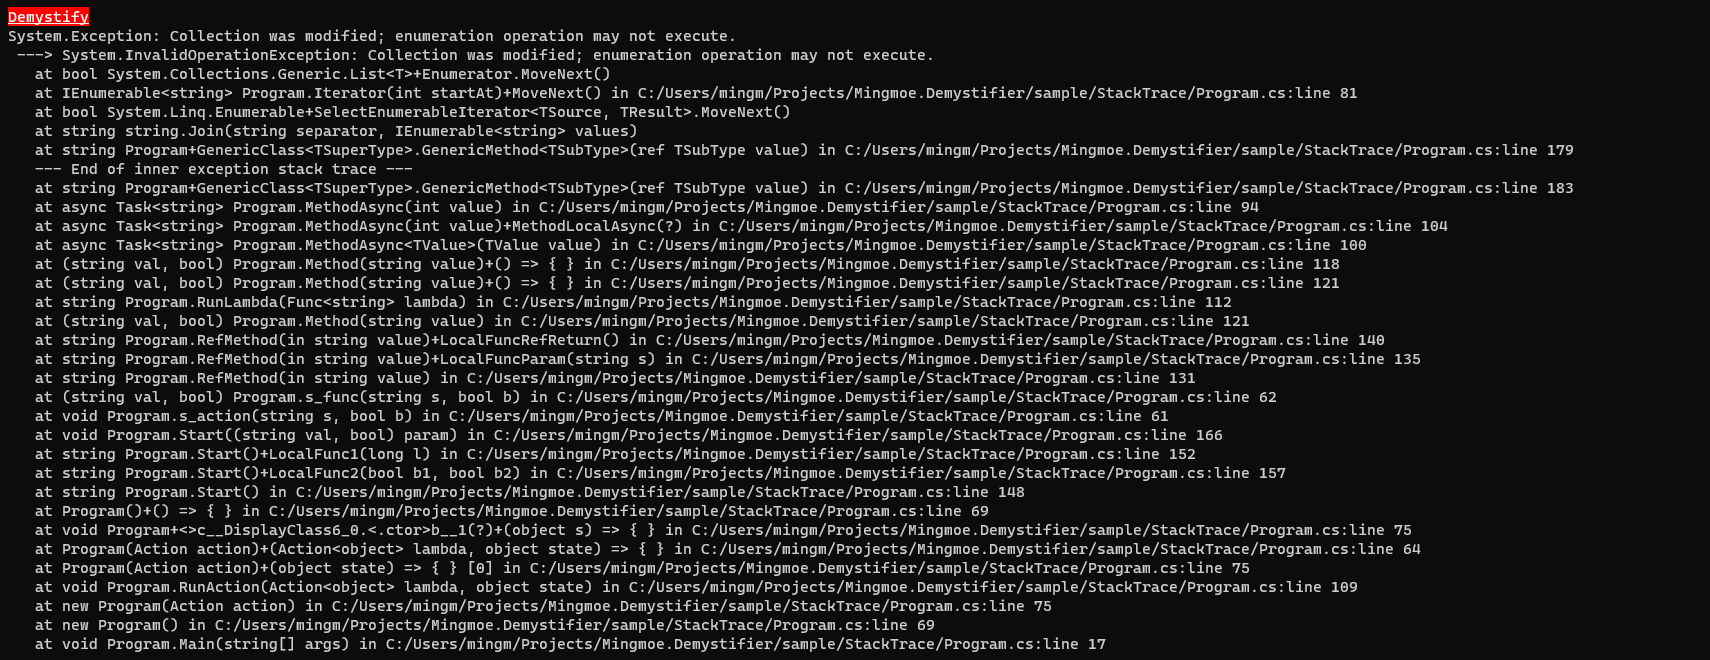 Demystify
System.Exception: Collection was modified; enumeration operation may not execute.
 ---> System.InvalidOperationException: Collection was modified; enumeration operation may not execute.
   at bool System.Collections.Generic.List<T>+Enumerator.MoveNext()
   at IEnumerable<string> Program.Iterator(int startAt)+MoveNext() in C:/Users/mingm/Projects/Mingmoe.Demystifier/sample/StackTrace/Program.cs:line 81
   at bool System.Linq.Enumerable+SelectEnumerableIterator<TSource, TResult>.MoveNext()
   at string string.Join(string separator, IEnumerable<string> values)
   at string Program+GenericClass<TSuperType>.GenericMethod<TSubType>(ref TSubType value) in C:/Users/mingm/Projects/Mingmoe.Demystifier/sample/StackTrace/Program.cs:line 179
   --- End of inner exception stack trace ---
   at string Program+GenericClass<TSuperType>.GenericMethod<TSubType>(ref TSubType value) in C:/Users/mingm/Projects/Mingmoe.Demystifier/sample/StackTrace/Program.cs:line 183
   at async Task<string> Program.MethodAsync(int value) in C:/Users/mingm/Projects/Mingmoe.Demystifier/sample/StackTrace/Program.cs:line 94
   at async Task<string> Program.MethodAsync(int value)+MethodLocalAsync(?) in C:/Users/mingm/Projects/Mingmoe.Demystifier/sample/StackTrace/Program.cs:line 104
   at async Task<string> Program.MethodAsync<TValue>(TValue value) in C:/Users/mingm/Projects/Mingmoe.Demystifier/sample/StackTrace/Program.cs:line 100
   at (string val, bool) Program.Method(string value)+() => { } in C:/Users/mingm/Projects/Mingmoe.Demystifier/sample/StackTrace/Program.cs:line 118
   at (string val, bool) Program.Method(string value)+() => { } in C:/Users/mingm/Projects/Mingmoe.Demystifier/sample/StackTrace/Program.cs:line 121
   at string Program.RunLambda(Func<string> lambda) in C:/Users/mingm/Projects/Mingmoe.Demystifier/sample/StackTrace/Program.cs:line 112
   at (string val, bool) Program.Method(string value) in C:/Users/mingm/Projects/Mingmoe.Demystifier/sample/StackTrace/Program.cs:line 121
   at string Program.RefMethod(in string value)+LocalFuncRefReturn() in C:/Users/mingm/Projects/Mingmoe.Demystifier/sample/StackTrace/Program.cs:line 140
   at string Program.RefMethod(in string value)+LocalFuncParam(string s) in C:/Users/mingm/Projects/Mingmoe.Demystifier/sample/StackTrace/Program.cs:line 135
   at string Program.RefMethod(in string value) in C:/Users/mingm/Projects/Mingmoe.Demystifier/sample/StackTrace/Program.cs:line 131
   at (string val, bool) Program.s_func(string s, bool b) in C:/Users/mingm/Projects/Mingmoe.Demystifier/sample/StackTrace/Program.cs:line 62
   at void Program.s_action(string s, bool b) in C:/Users/mingm/Projects/Mingmoe.Demystifier/sample/StackTrace/Program.cs:line 61
   at void Program.Start((string val, bool) param) in C:/Users/mingm/Projects/Mingmoe.Demystifier/sample/StackTrace/Program.cs:line 166
   at string Program.Start()+LocalFunc1(long l) in C:/Users/mingm/Projects/Mingmoe.Demystifier/sample/StackTrace/Program.cs:line 152
   at string Program.Start()+LocalFunc2(bool b1, bool b2) in C:/Users/mingm/Projects/Mingmoe.Demystifier/sample/StackTrace/Program.cs:line 157
   at string Program.Start() in C:/Users/mingm/Projects/Mingmoe.Demystifier/sample/StackTrace/Program.cs:line 148
   at Program()+() => { } in C:/Users/mingm/Projects/Mingmoe.Demystifier/sample/StackTrace/Program.cs:line 69
   at void Program+<>c__DisplayClass6_0.<.ctor>b__1(?)+(object s) => { } in C:/Users/mingm/Projects/Mingmoe.Demystifier/sample/StackTrace/Program.cs:line 75
   at Program(Action action)+(Action<object> lambda, object state) => { } in C:/Users/mingm/Projects/Mingmoe.Demystifier/sample/StackTrace/Program.cs:line 64
   at Program(Action action)+(object state) => { } [0] in C:/Users/mingm/Projects/Mingmoe.Demystifier/sample/StackTrace/Program.cs:line 75
   at void Program.RunAction(Action<object> lambda, object state) in C:/Users/mingm/Projects/Mingmoe.Demystifier/sample/StackTrace/Program.cs:line 109
   at new Program(Action action) in C:/Users/mingm/Projects/Mingmoe.Demystifier/sample/StackTrace/Program.cs:line 75
   at new Program() in C:/Users/mingm/Projects/Mingmoe.Demystifier/sample/StackTrace/Program.cs:line 69
   at void Program.Main(string[] args) in C:/Users/mingm/Projects/Mingmoe.Demystifier/sample/StackTrace/Program.cs:line 17